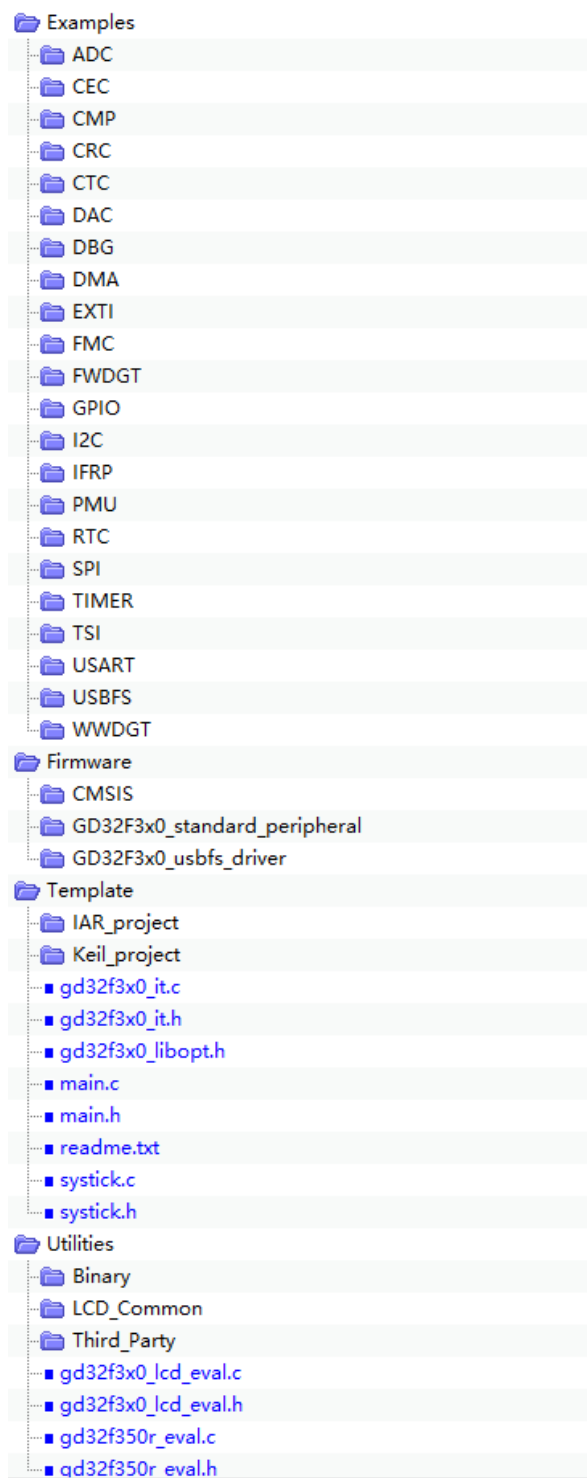 Examples
ADC
CEC
CMP
CRC
CTC
DAC
DBG
DMA
EXTI
FMC
FWDGT
GPIO
I2C
IFRP
PMU
RTC
SPI
TIMER
TSI
USART
USBFS
WWDGT
Firmware
CMSIS
GD32F3x0_standard_peripheral
GD32F3x0_usbfs_driver
Template
IAR_project
Keil_project
gd32f3x0_it.c
gd32f3x0_it.h
gd32f3x0_libopt.h
main.c
main.h
readme.txt
systick.c
systick.h
Utilities
Binary
LCD_Common
Third_Party
gd32f3x0_lcd_eval.c
gd32f3x0_lcd_eval.h
gd32f350r_eval.c
gd32f350r_eval.h